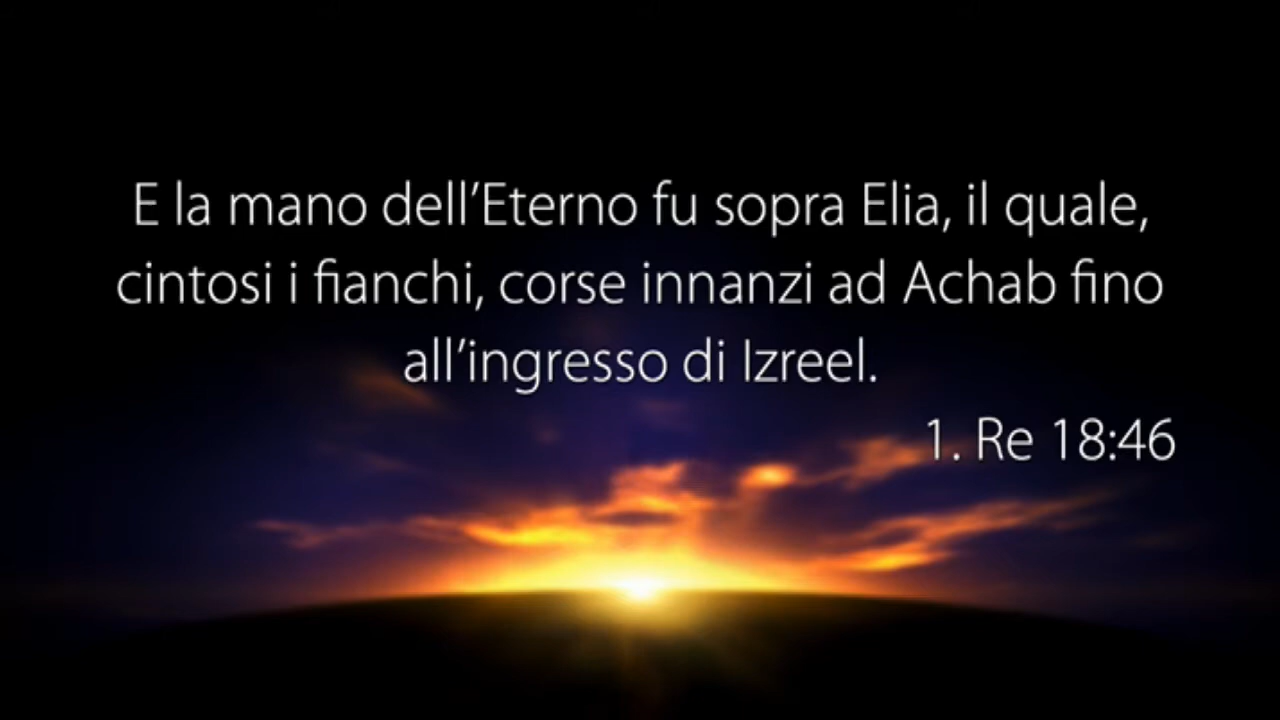 E la mano dell’Eterno fu sopra Elia, il quale,
cintosi i fianchi, corse innanzi ad Achab fino
all’ingresso di Izreel.
1. Re 18:46